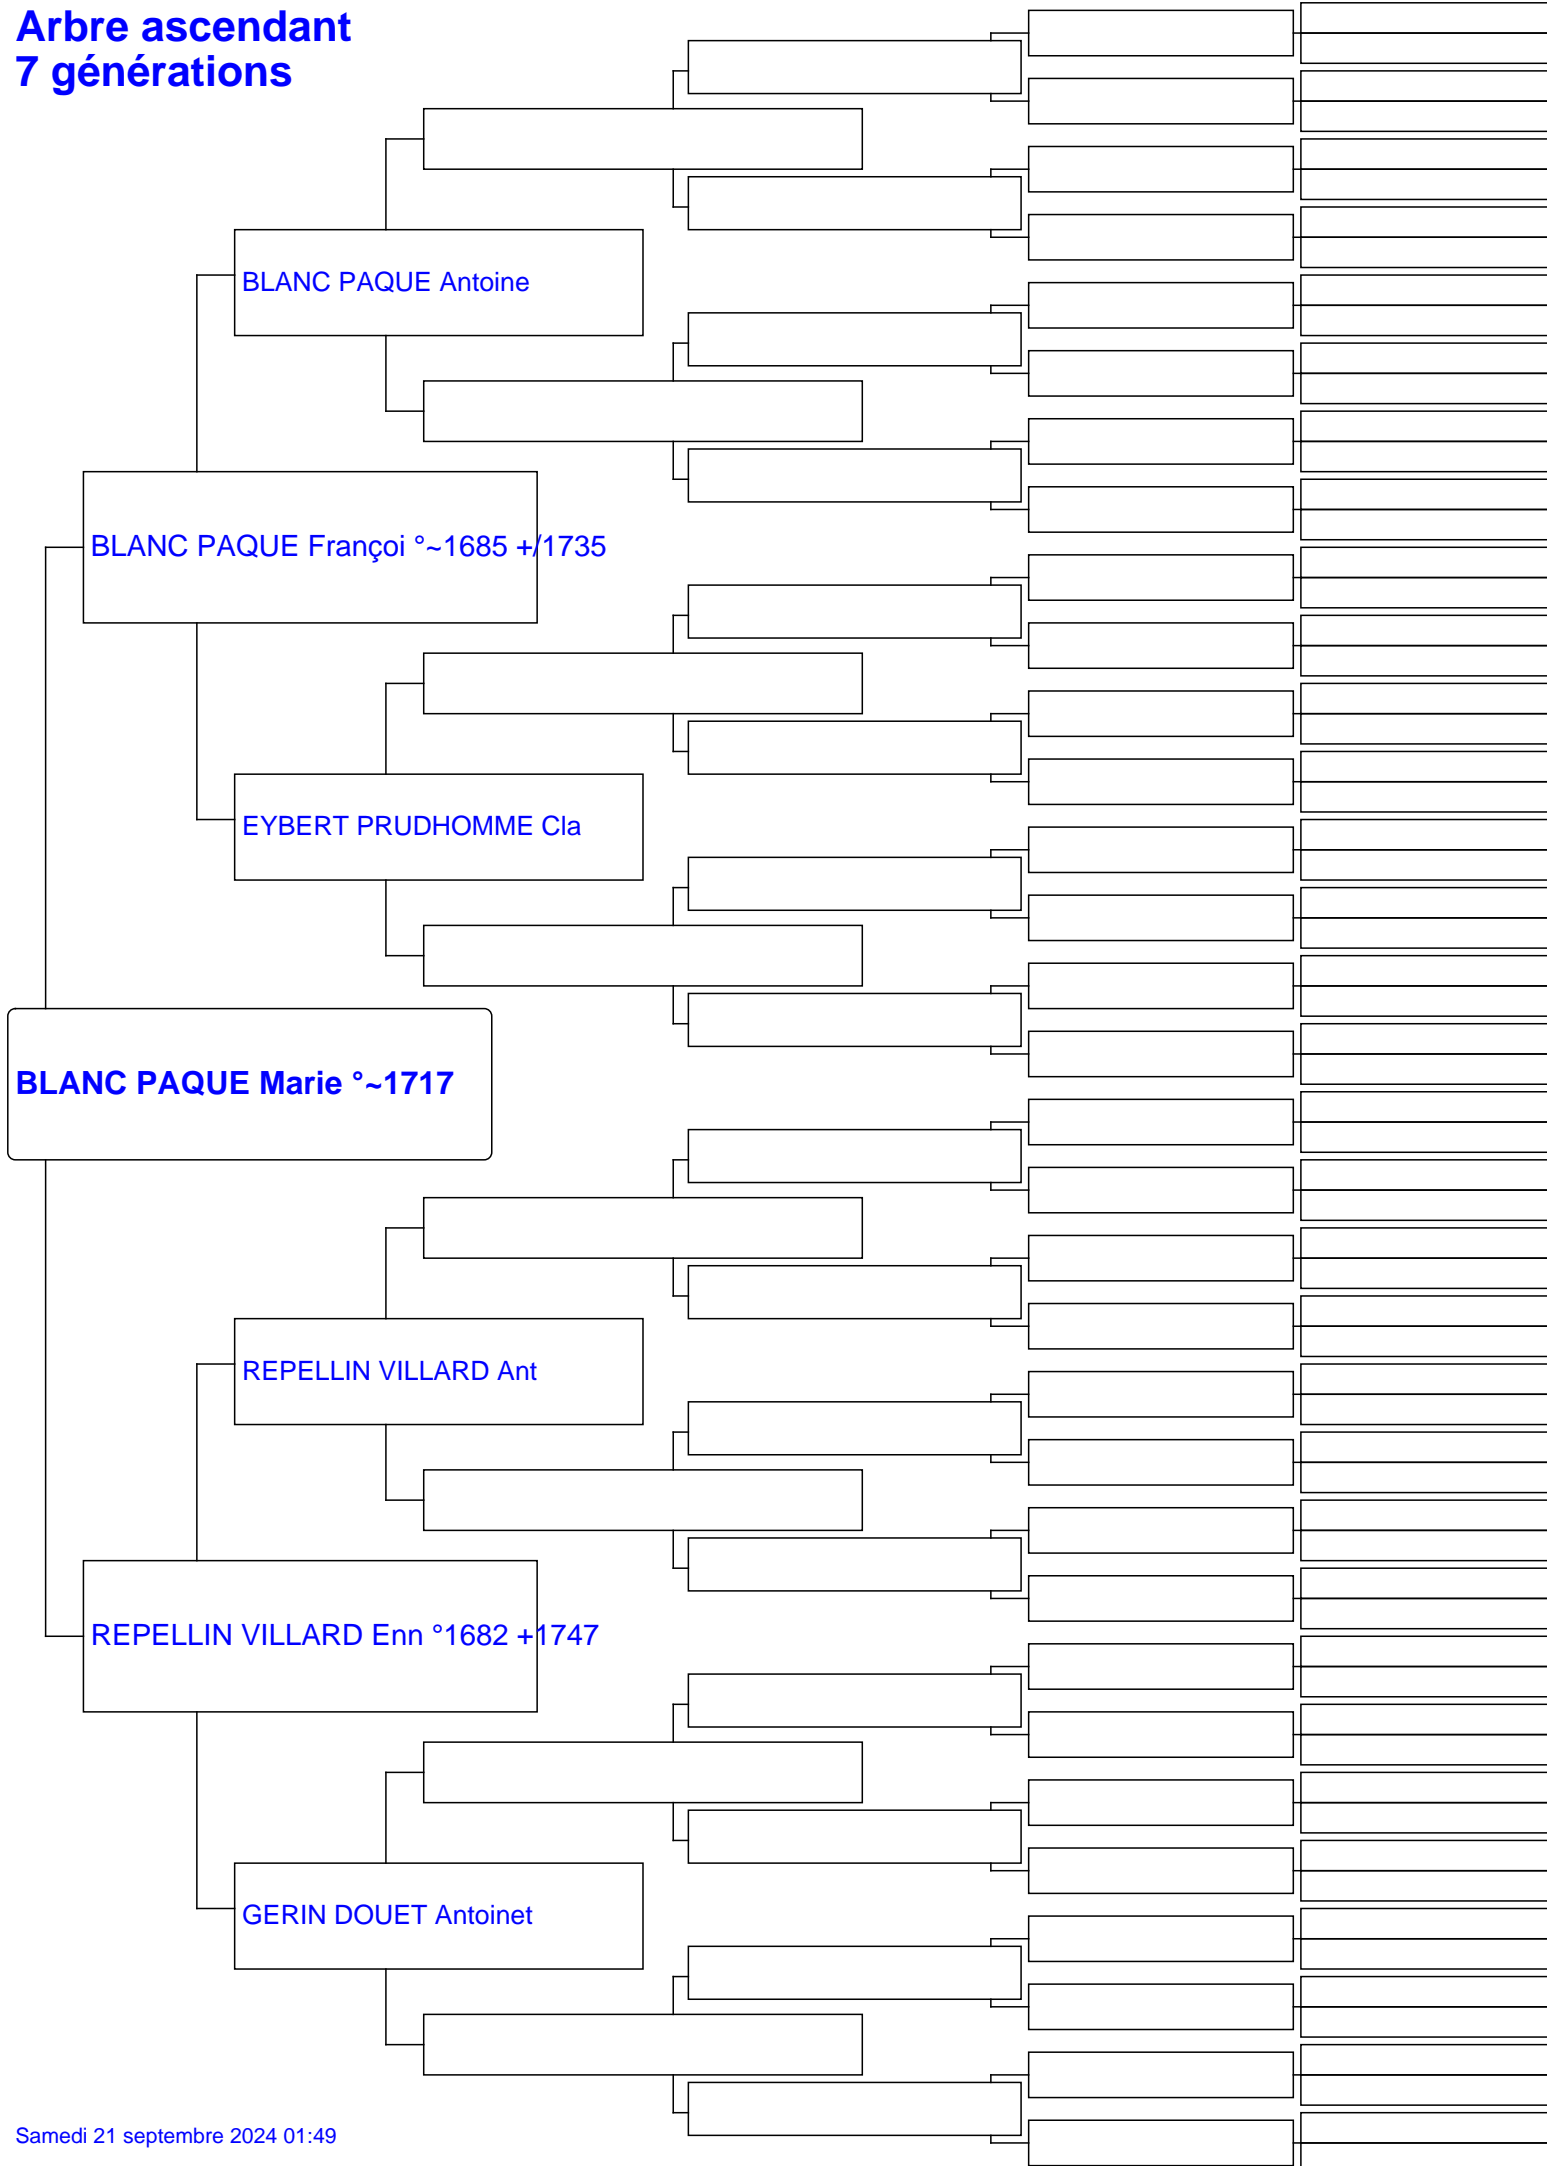 Arbre ascendant
7 générations
BLANC PAQUE Antoine
BLANC PAQUE Françoi °~1685 +/1735
EYBERT PRUDHOMME Cla
BLANC PAQUE Marie °~1717
REPELLIN VILLARD Ant
REPELLIN VILLARD Enn °1682 +1747
GERIN DOUET Antoinet
Samedi 21 septembre 2024 01:49